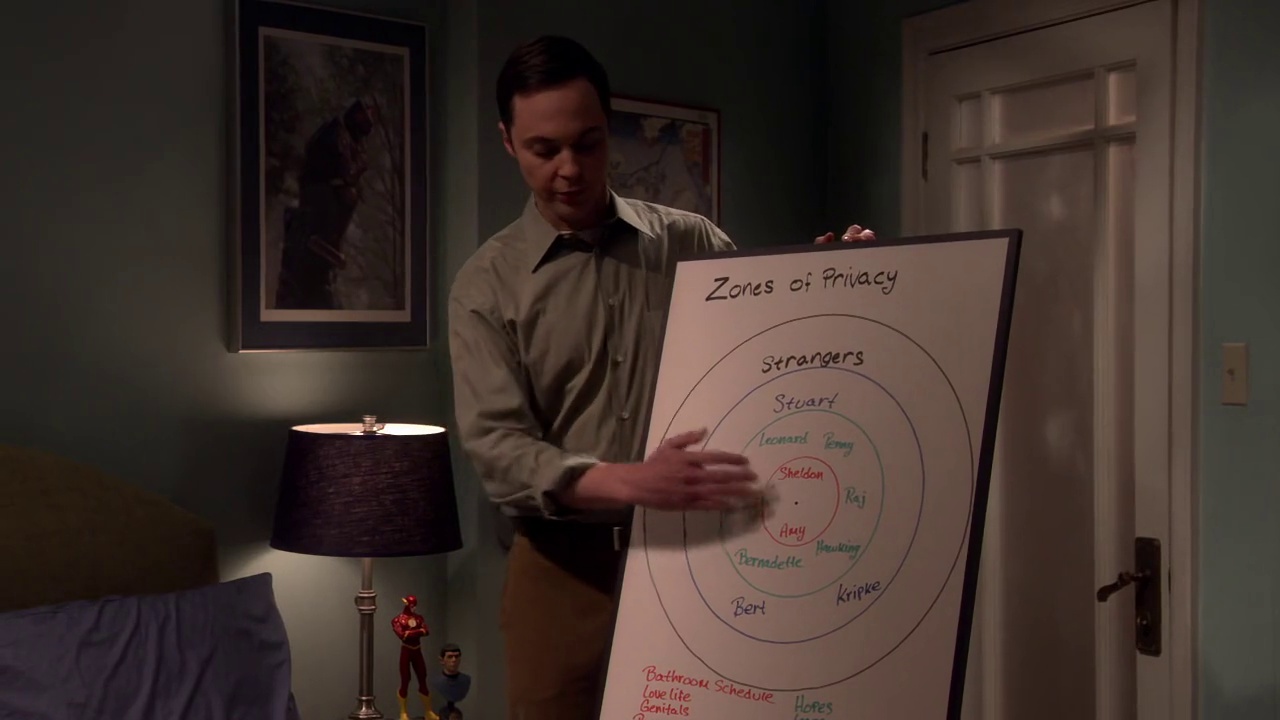 Zones of Privacy
Strangers
Stuart
Leonard Penny
Sheldon
Raj
Amy
Bernadette Hawking
Bert Kripke
Bathroom Schedule
Love life
Genitals
Hopes